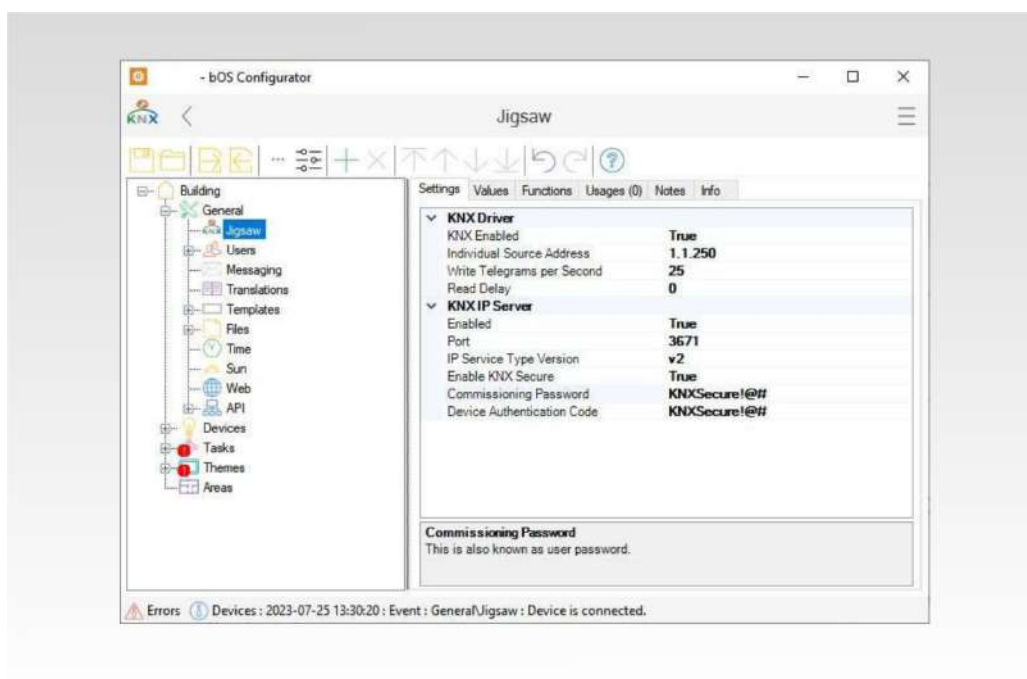 - bOS Configurator
KNX
Jigsaw
Building
General
KNX Jigsaw
Users
Messaging
Translations
Templates
Files
Time
Sun
Web
API
Devices
Tasks
Themes
Areas
Settings Values Functions Usages (0) Notes Info
KNX Driver
KNX Enabled True
Individual Source Address 1.1.250
Write Telegrams per Second 25
Read Delay 0
KNX IP Server
Enabled True
Port 3671
IP Service Type Version v2
Enable KNX Secure True
Commissioning Password KNXSecure!@#
Device Authentication Code KNXSecure!@#
Commissioning Password
This is also known as user password.
Errors Devices : 2023-07-25 13:30:20 : Event : General\Jigsaw : Device is connected.